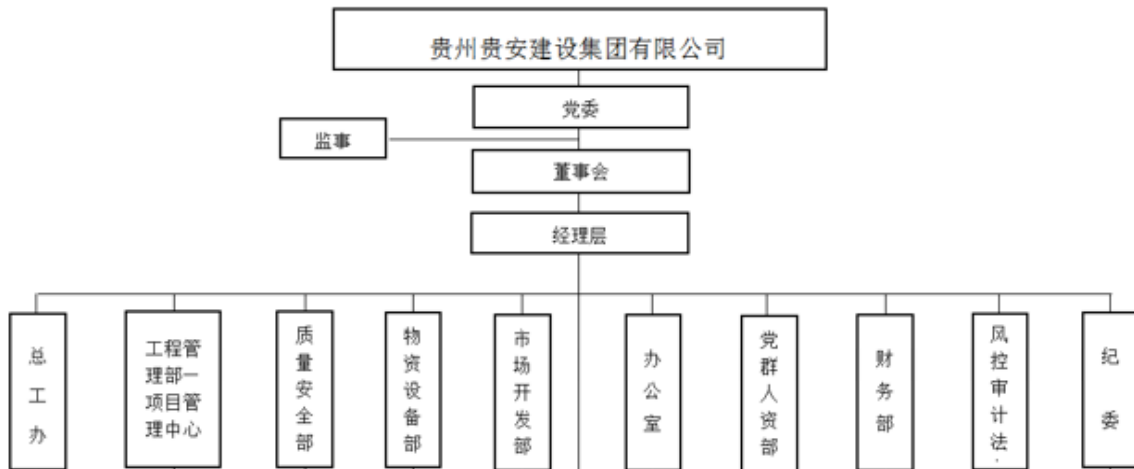 贵州贵安建设集团有限公司
党委
监事
董事会
经理层
总工办
工程管
理部一
项目管
理中心
质量安全部
物资设备部
市场开发部
办公室
党群人资部
财务部
风控审计法
纪委